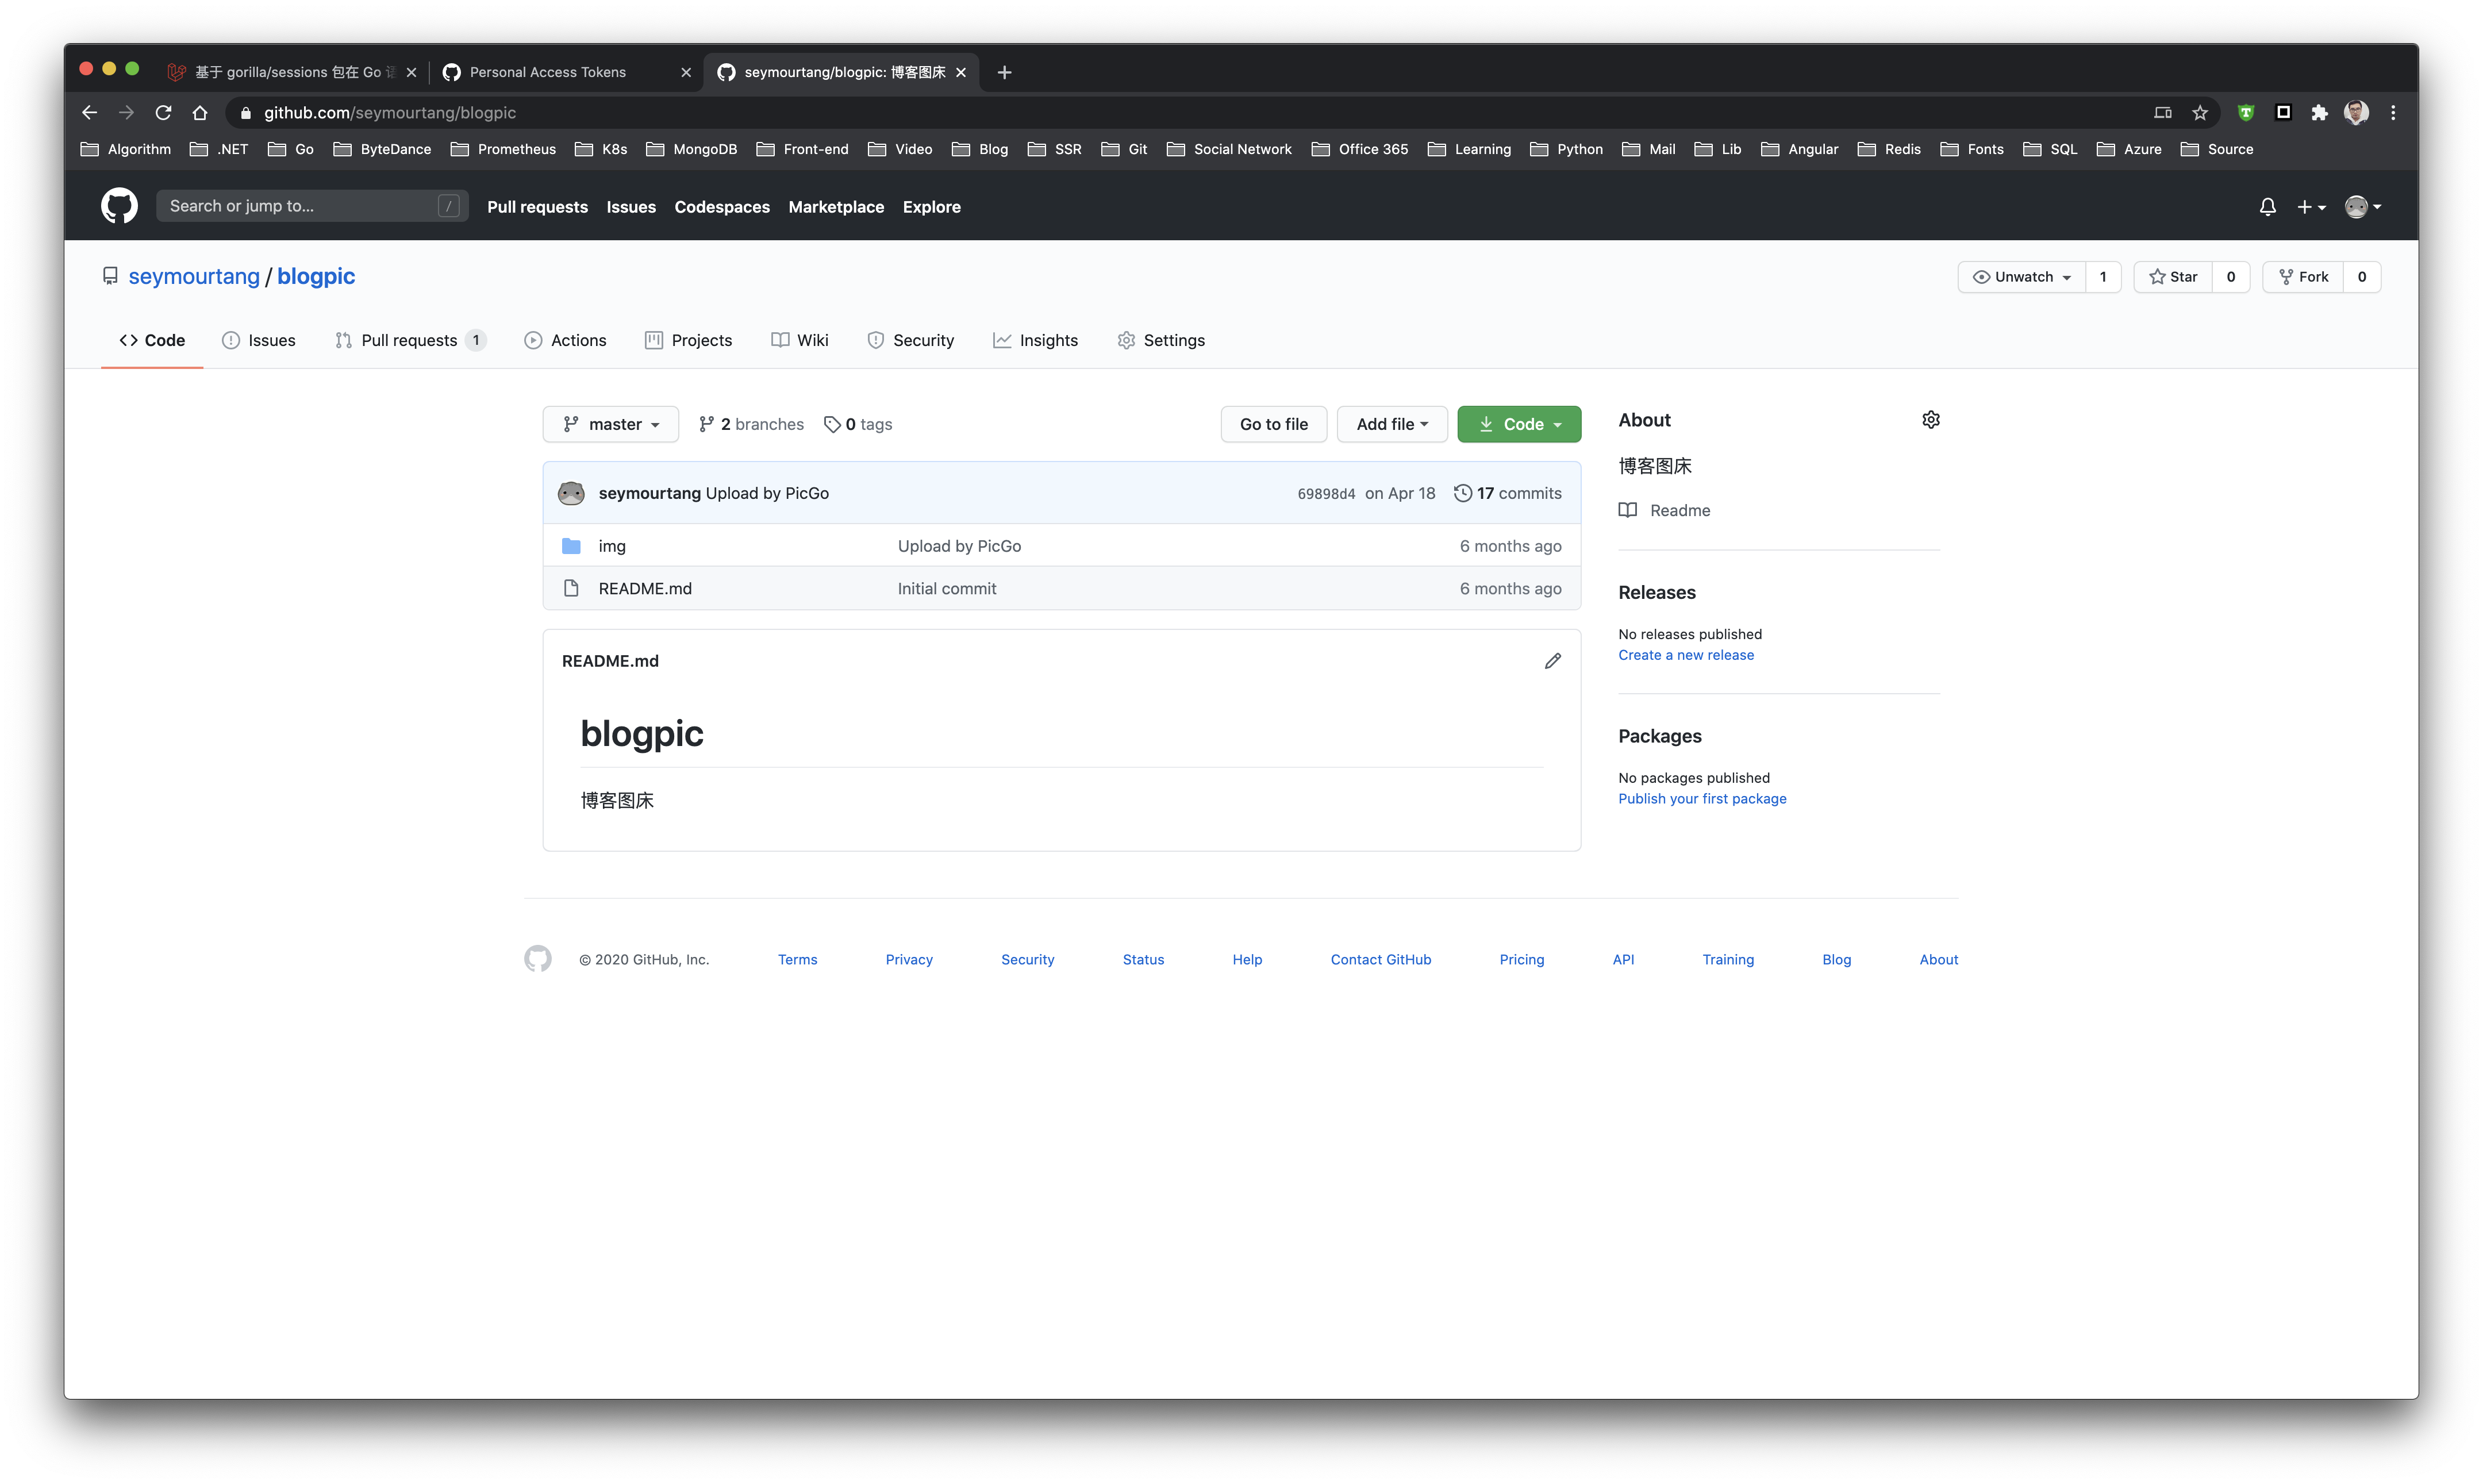 基于 gorilla/sessions 包在 Go 语
Personal Access Tokens
seymourtang/blogpic: 博客图床
github.com/seymourtang/blogpic
Algorithm .NET Go ByteDance Prometheus K8s MongoDB Front-end Video Blog SSR Git Social Network Office 365 Learning Python Mail Lib Angular Redis Fonts SQL Azure Source
Search or jump to... / Pull requests Issues Codespaces Marketplace Explore
seymourtang / blogpic
Unwatch 1 Star 0 Fork 0
Code Issues Pull requests 1 Actions Projects Wiki Security Insights Settings
master 2 branches 0 tags Go to file Add file Code
seymourtang Upload by PicGo 69898d4 on Apr 18 17 commits
img Upload by PicGo 6 months ago
README.md Initial commit 6 months ago
README.md
blogpic
博客图床
About
博客图床
Readme
Releases
No releases published
Create a new release
Packages
No packages published
Publish your first package
© 2020 GitHub, Inc. Terms Privacy Security Status Help Contact GitHub Pricing API Training Blog About